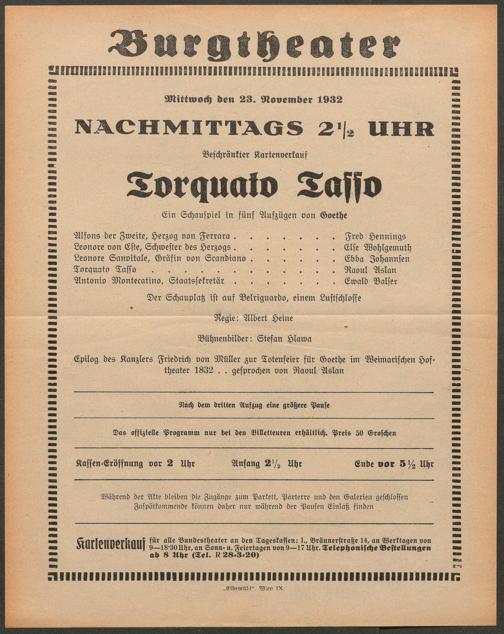 Burgtheater
Mittwoch den 23. November 1932
NACHMITTAGS 2½ UHR
Beschränkter Kartenverkauf
Torquato Tasso
Ein Schauspiel in fünf Aufzügen von Goethe
Alfons der Zweite, Herzog von Ferrara . . . . . . . Fred Hennings
Leonore von Este, Schwester des Herzogs . . . . . . . Else Wohlgemuth
Leonore Sanvitale, Gräfin von Scandiano . . . . . . Ebba Johannsen
Torquato Tasso . . . . . . . . . . Raoul Aslan
Antonio Montecatino, Staatssekretär . . . . . . . Ewald Balser
Der Schauplatz ist auf Belriguardo, einem Lustschlosse
Regie: Albert Heine
Bühnenbilder: Stefan Hlawa
Epilog des Kanzlers Friedrich von Müller zur Totenfeier für Goethe im Weimarischen Hof-
theater 1832 . . gesprochen von Raoul Aslan
Nach dem dritten Aufzug eine größere Pause
Das offizielle Programm nur bei den Billetteuren erhältlich. Preis 50 Groschen
Kassen-Eröffnung vor 2 Uhr Anfang 2½ Uhr Ende vor 5½ Uhr
Während der Akte bleiben die Zugänge zum Parkett, Parterre und den Galerien geschlossen
Zuspätkommende können daher nur während der Pausen Einlaß finden
Kartenverkauf für alle Bundestheater an den Tageskassen: I., Bräunerstraße 14, an Werktagen von
9—18·30 Uhr, an Sonn- u. Feiertagen von 9—17 Uhr. Telephonische Bestellungen
ab 8 Uhr (Tel. R 28-3-20)
„Elbemühl“, Wien IX.